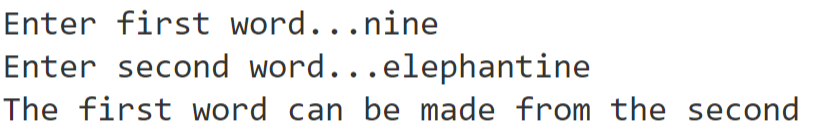 Enter first word...nine
Enter second word...elephantine
The first word can be made from the second